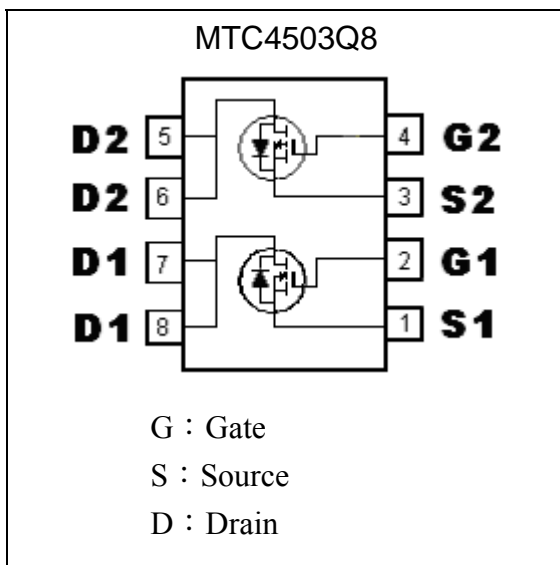 MTC4503Q8
D2 5 4 G2
D2 6 3 S2
D1 7 2 G1
D1 8 1 S1
G：Gate
S：Source
D：Drain